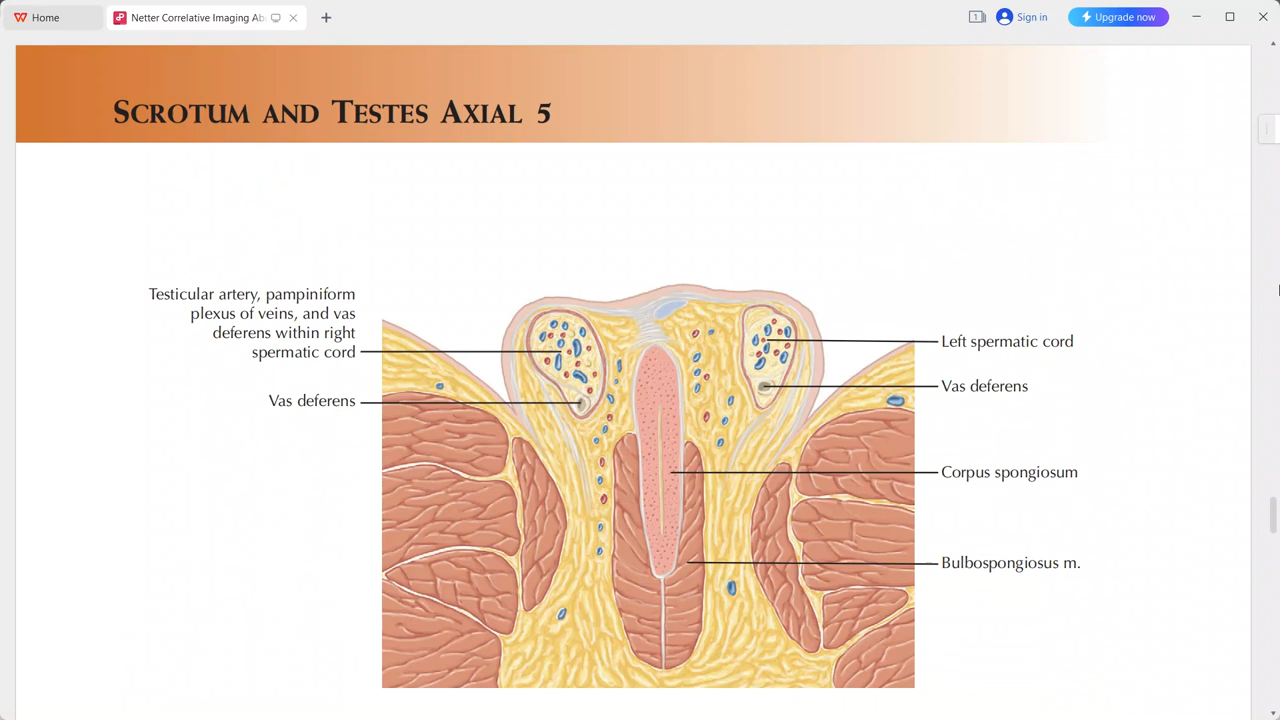 Home
Netter Correlative Imaging Ab
1
Sign in
Upgrade now
SCROTUM AND TESTES AXIAL 5
Testicular artery, pampiniform
plexus of veins, and vas
deferens within right
spermatic cord
Vas deferens
Left spermatic cord
Vas deferens
Corpus spongiosum
Bulbospongiosus m.